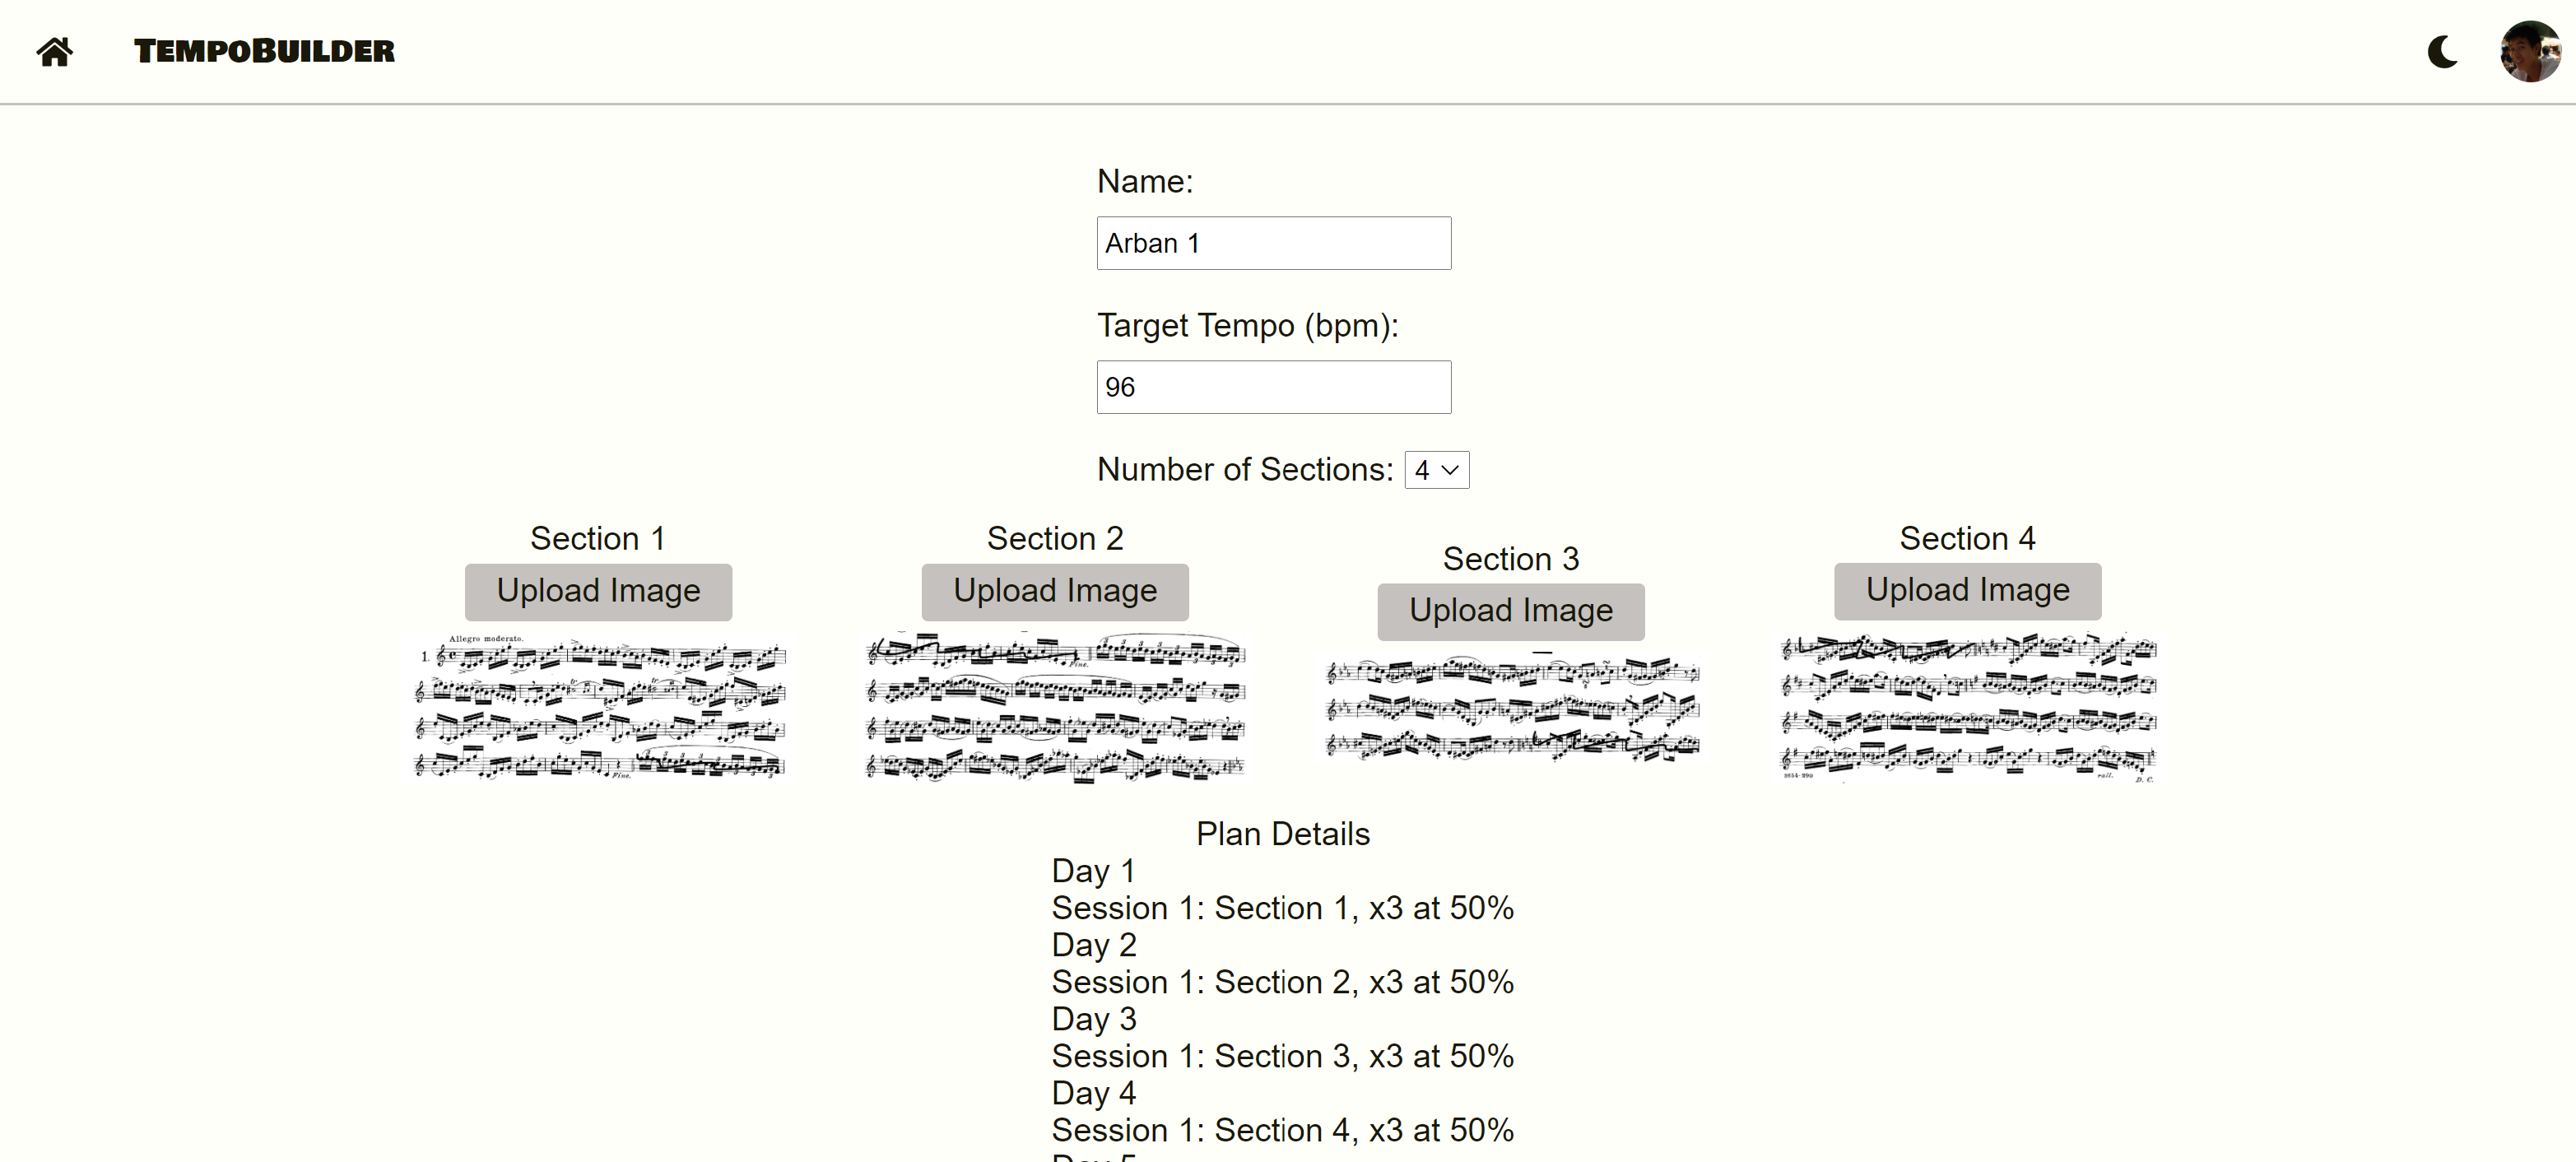 TEMPOBUILDER
Name:
Arban 1
Target Tempo (bpm):
96
Number of Sections: 4
Section 1
Section 2
Section 3
Section 4
Upload Image
Upload Image
Upload Image
Upload Image
Allegro moderato.
1.
Fine.
Fine.
rall.
D. C.
Plan Details
Day 1
Session 1: Section 1, x3 at 50%
Day 2
Session 1: Section 2, x3 at 50%
Day 3
Session 1: Section 3, x3 at 50%
Day 4
Session 1: Section 4, x3 at 50%
Day 5